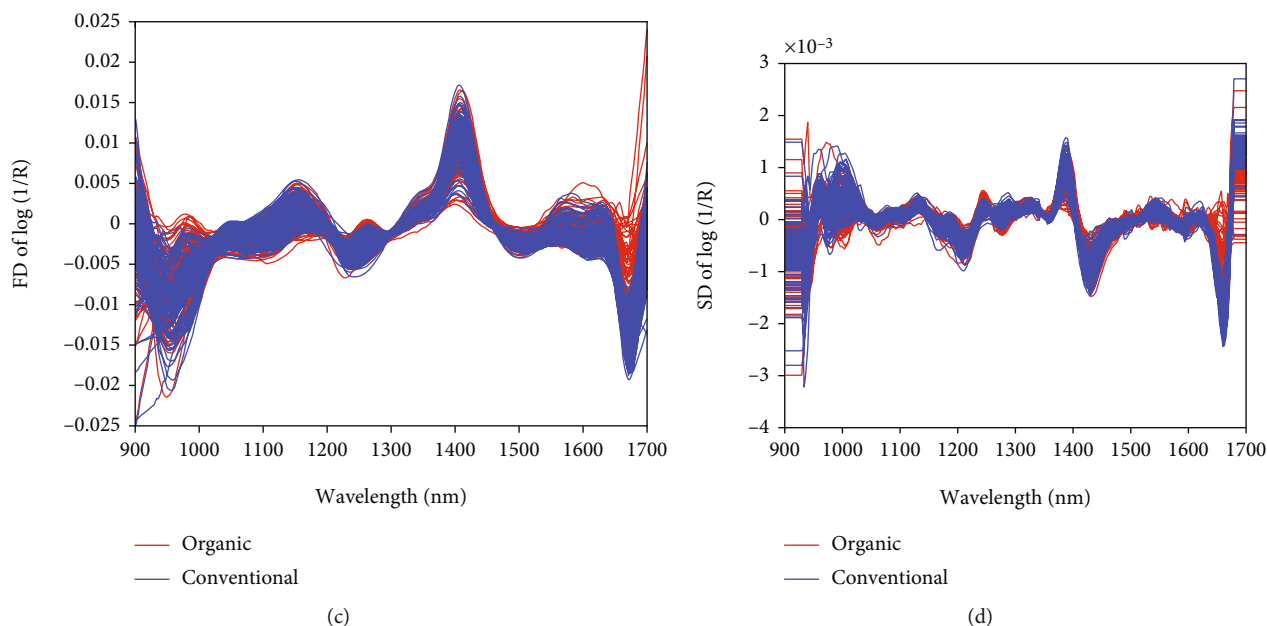 0.025
0.02
0.015
0.01
0.005
0
–0.005
–0.01
–0.015
–0.02
–0.025
FD of log (1/R)
900 1000 1100 1200 1300 1400 1500 1600 1700
Wavelength (nm)
Organic
Conventional
(c)
×10–3
3
2
1
0
–1
–2
–3
–4
SD of log (1/R)
900 1000 1100 1200 1300 1400 1500 1600 1700
Wavelength (nm)
Organic
Conventional
(d)